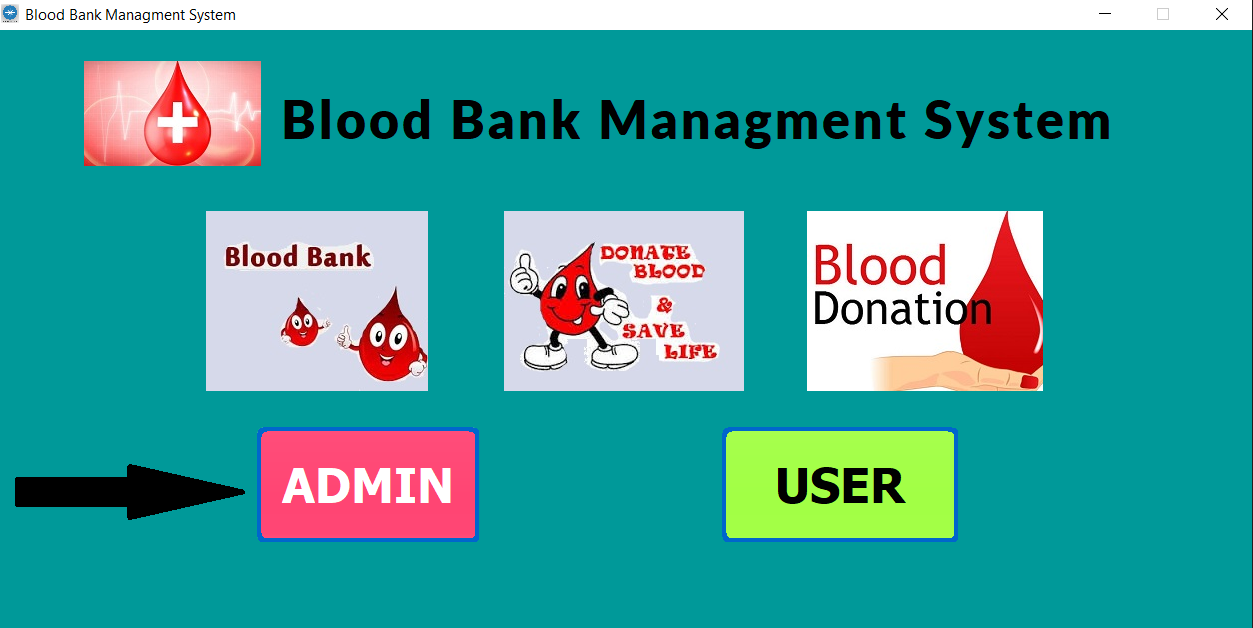 Blood Bank Managment System
Blood Bank Managment System
Blood Bank
DONATE
BLOOD
&
SAVE
LIFE
Blood
Donation
ADMIN
USER